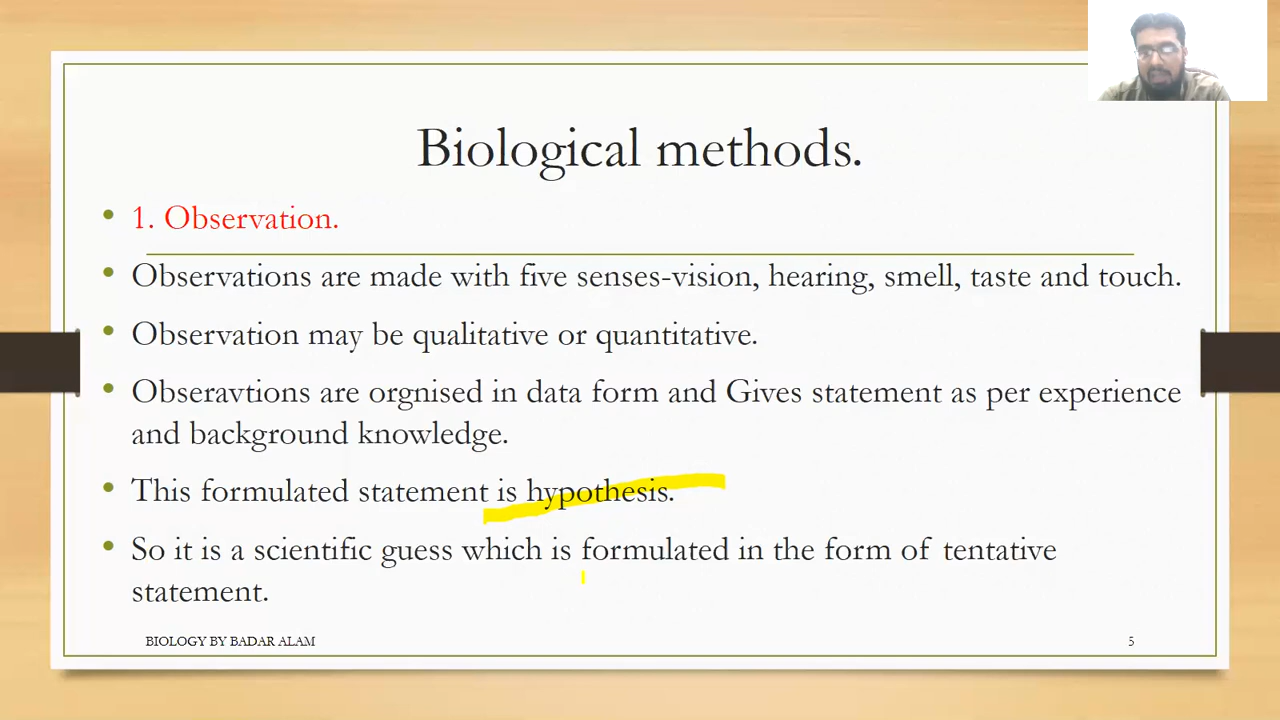 Biological methods.
1. Observation.
Observations are made with five senses-vision, hearing, smell, taste and touch.
Observation may be qualitative or quantitative.
Obseravtions are orgnised in data form and Gives statement as per experience
and background knowledge.
This formulated statement is hypothesis.
So it is a scientific guess which is formulated in the form of tentative
statement.
BIOLOGY BY BADAR ALAM
5